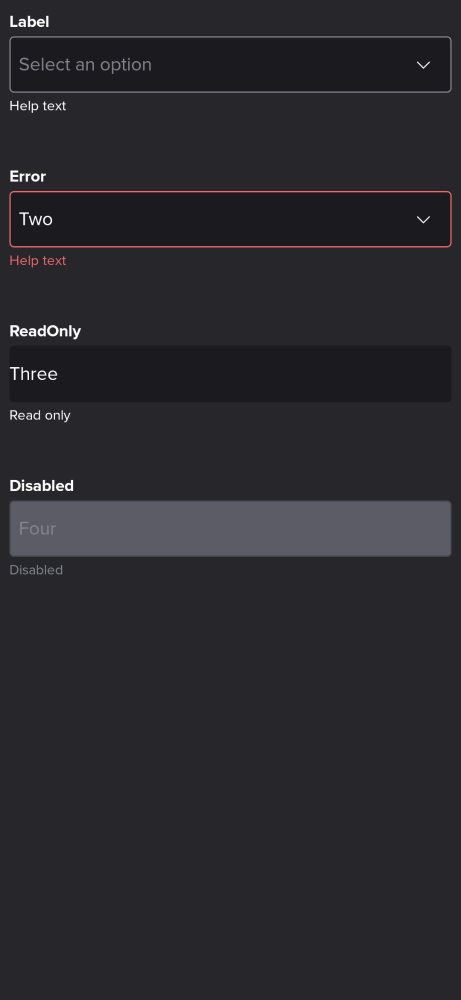 Label
Select an option
Help text
Error
Two
Help text
ReadOnly
Three
Read only
Disabled
Four
Disabled